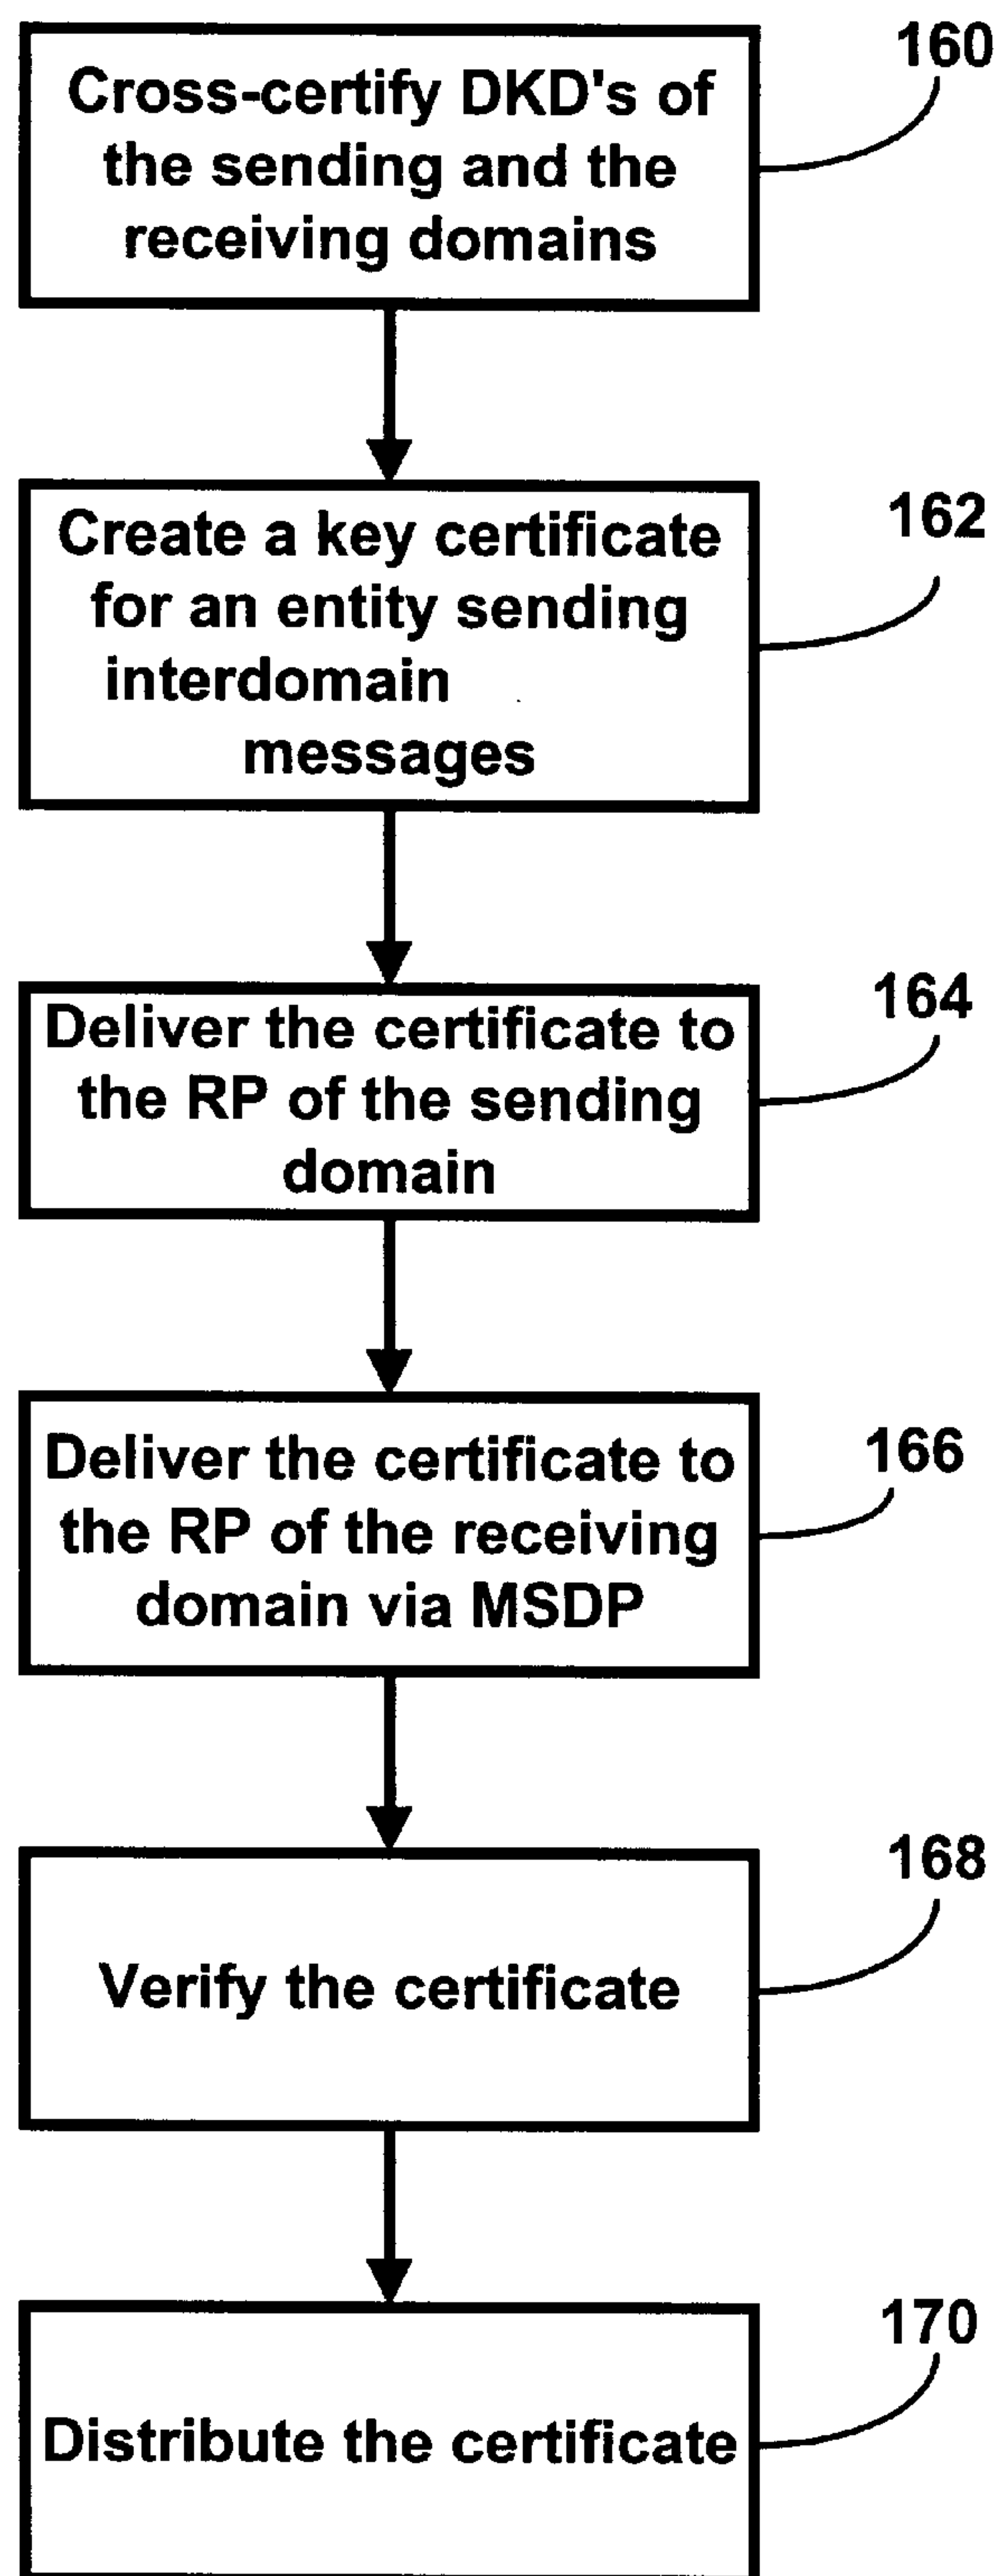 160
Cross-certify DKD's of
the sending and the
receiving domains
162
Create a key certificate
for an entity sending
interdomain
messages
164
Deliver the certificate to
the RP of the sending
domain
166
Deliver the certificate to
the RP of the receiving
domain via MSDP
168
Verify the certificate
170
Distribute the certificate